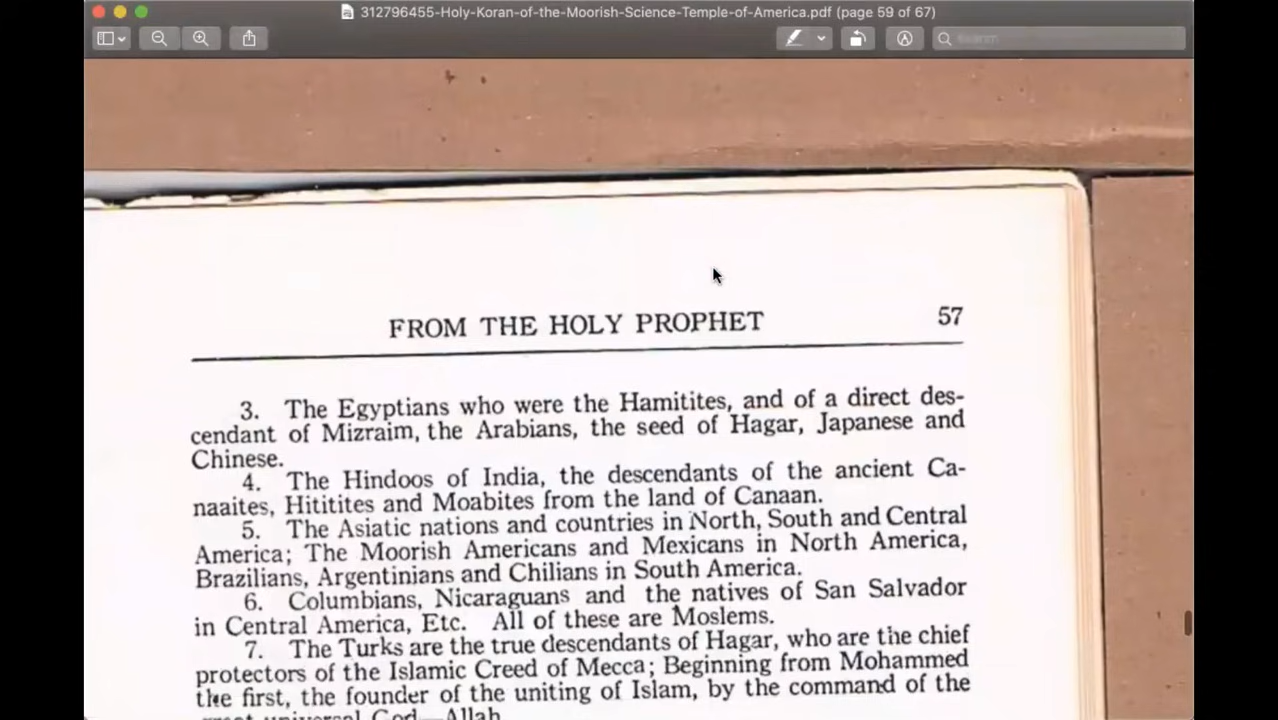 312796455-Holy-Koran-of-the-Moorish-Science-Temple-of-America.pdf (page 59 of 67)
Search
FROM THE HOLY PROPHET 57
3. The Egyptians who were the Hamitites, and of a direct des-
cendant of Mizraim, the Arabians, the seed of Hagar, Japanese and
Chinese.
4. The Hindoos of India, the descendants of the ancient Ca-
naaites, Hititites and Moabites from the land of Canaan.
5. The Asiatic nations and countries in North, South and Central
America; The Moorish Americans and Mexicans in North America,
Brazilians, Argentinians and Chilians in South America.
6. Columbians, Nicaraguans and the natives of San Salvador
in Central America, Etc. All of these are Moslems.
7. The Turks are the true descendants of Hagar, who are the chief
protectors of the Islamic Creed of Mecca; Beginning from Mohammed
the first, the founder of the uniting of Islam, by the command of the
great universal God—Allah.